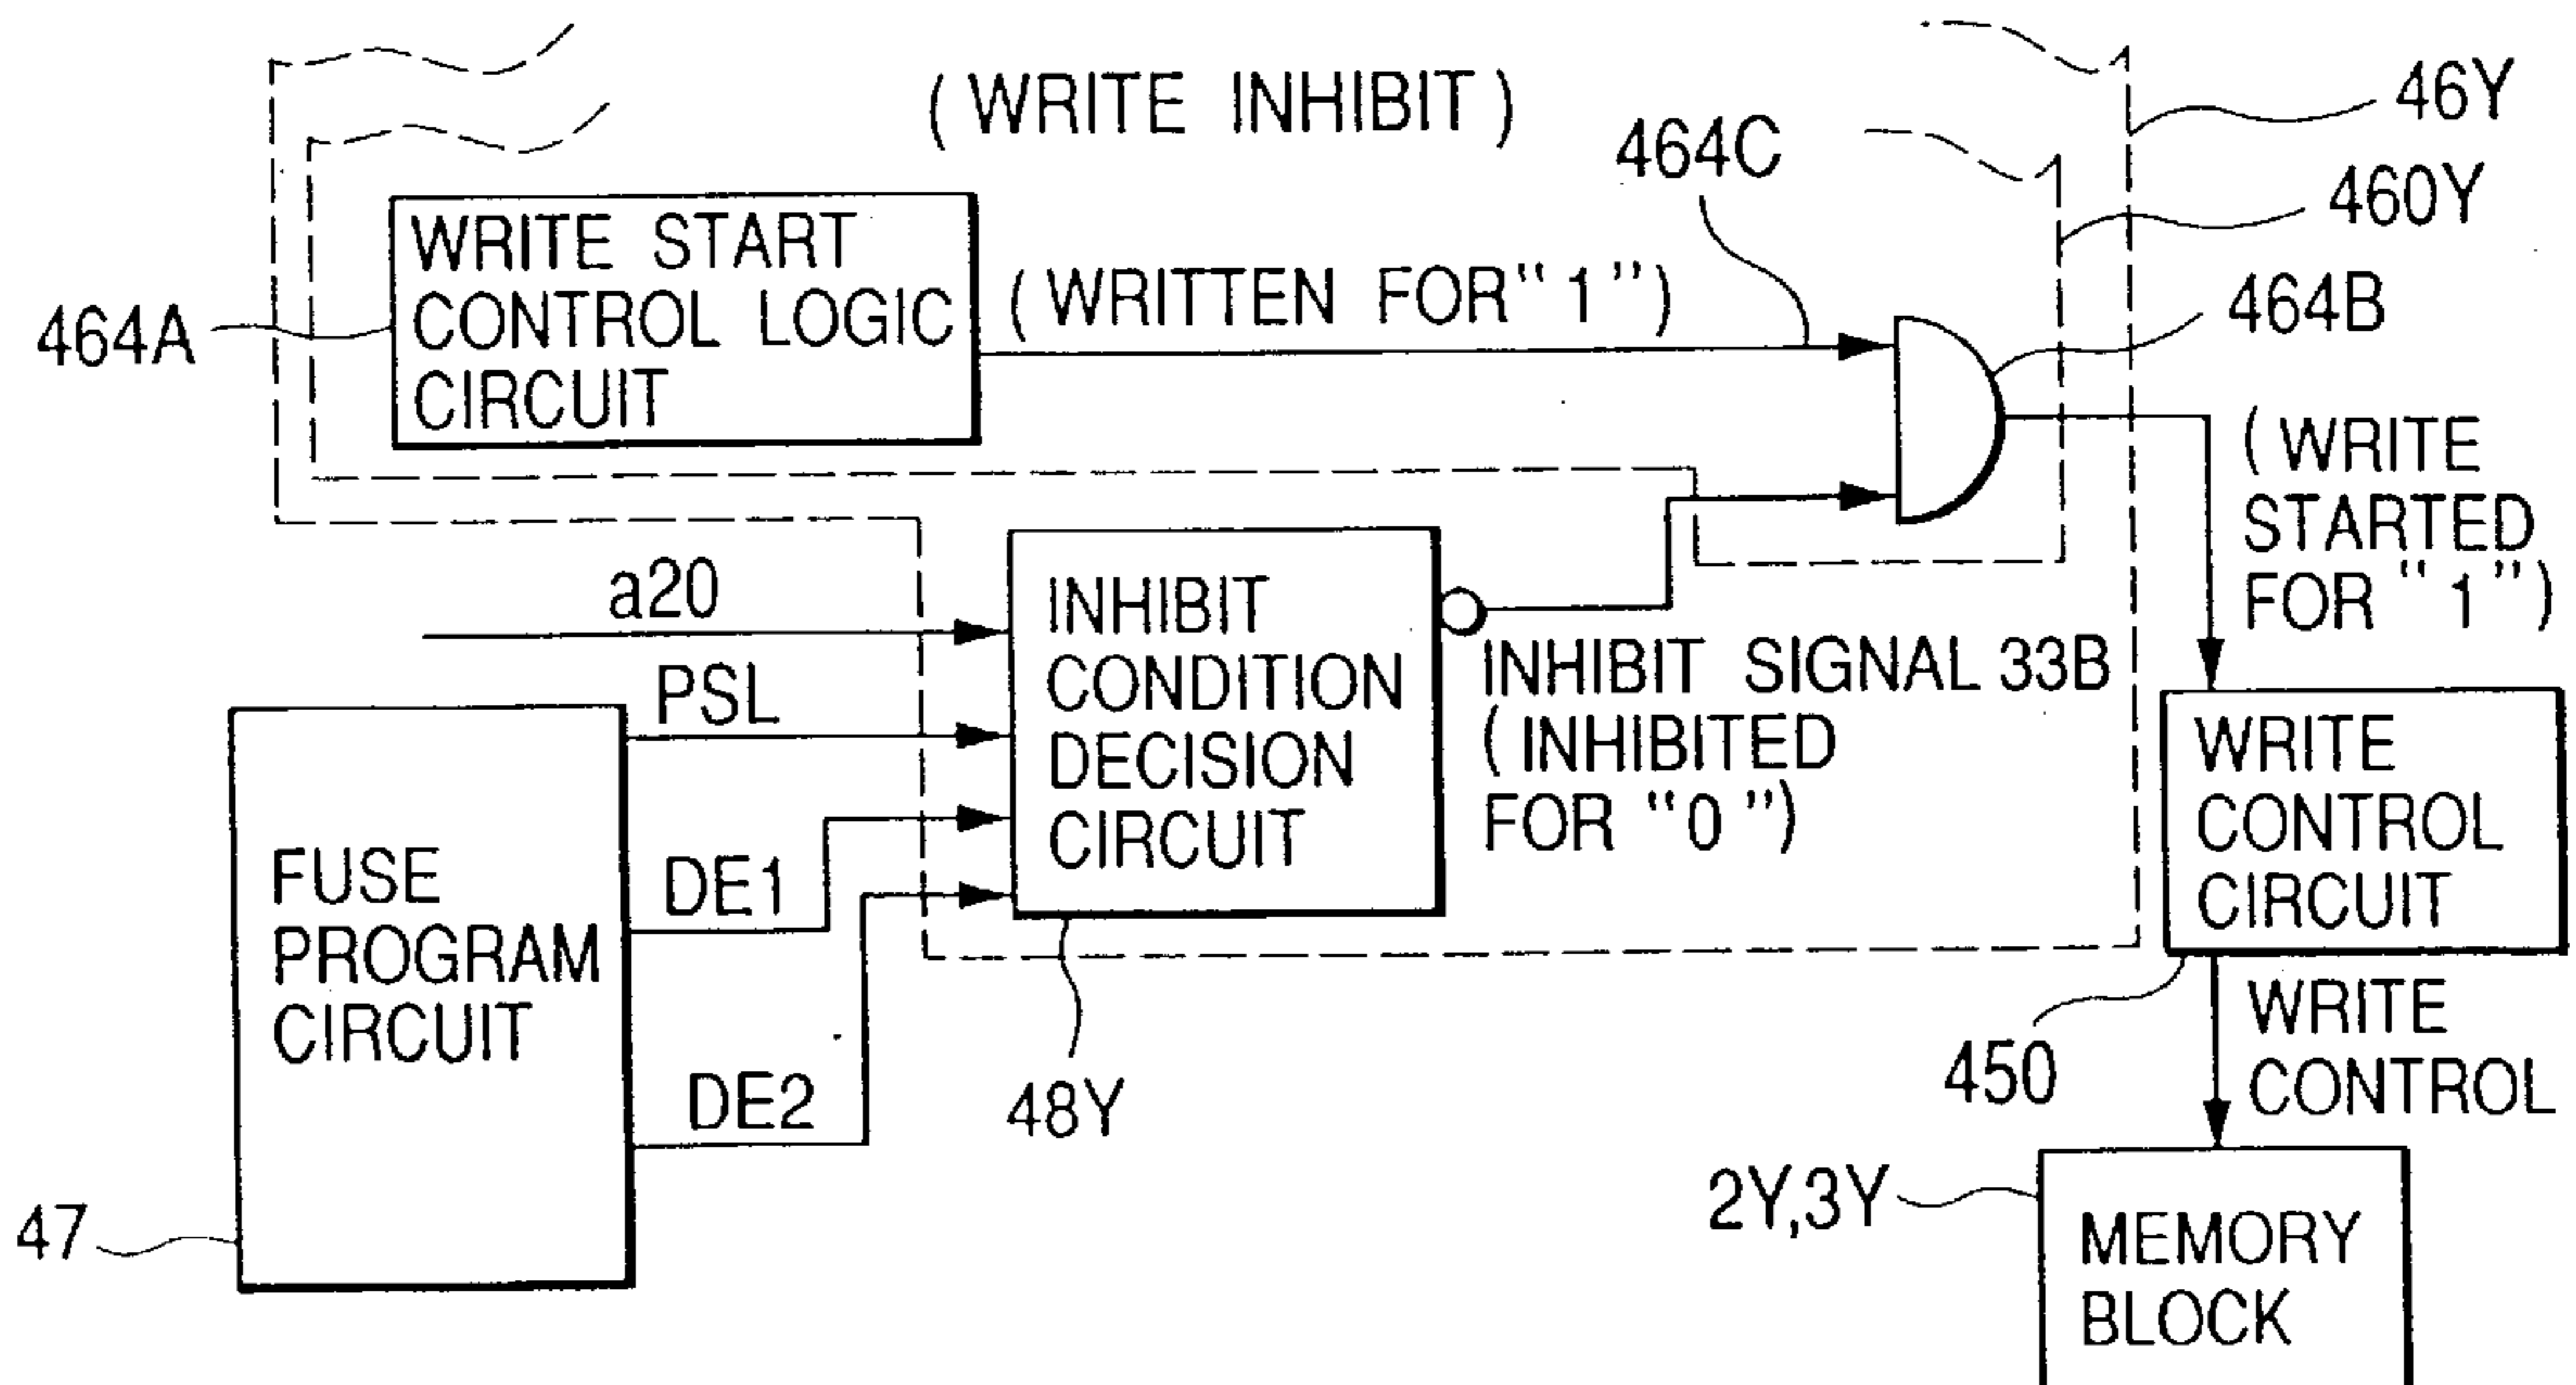 ( WRITE INHIBIT )
46Y
464C
460Y
WRITE START
CONTROL LOGIC
CIRCUIT
( WRITTEN FOR "1" )
464A
464B
( WRITE
STARTED
FOR "1" )
a20
PSL
DE1
DE2
INHIBIT
CONDITION
DECISION
CIRCUIT
INHIBIT SIGNAL 33B
( INHIBITED
FOR "0" )
WRITE
CONTROL
CIRCUIT
FUSE
PROGRAM
CIRCUIT
48Y
450
WRITE
CONTROL
47
2Y,3Y
MEMORY
BLOCK